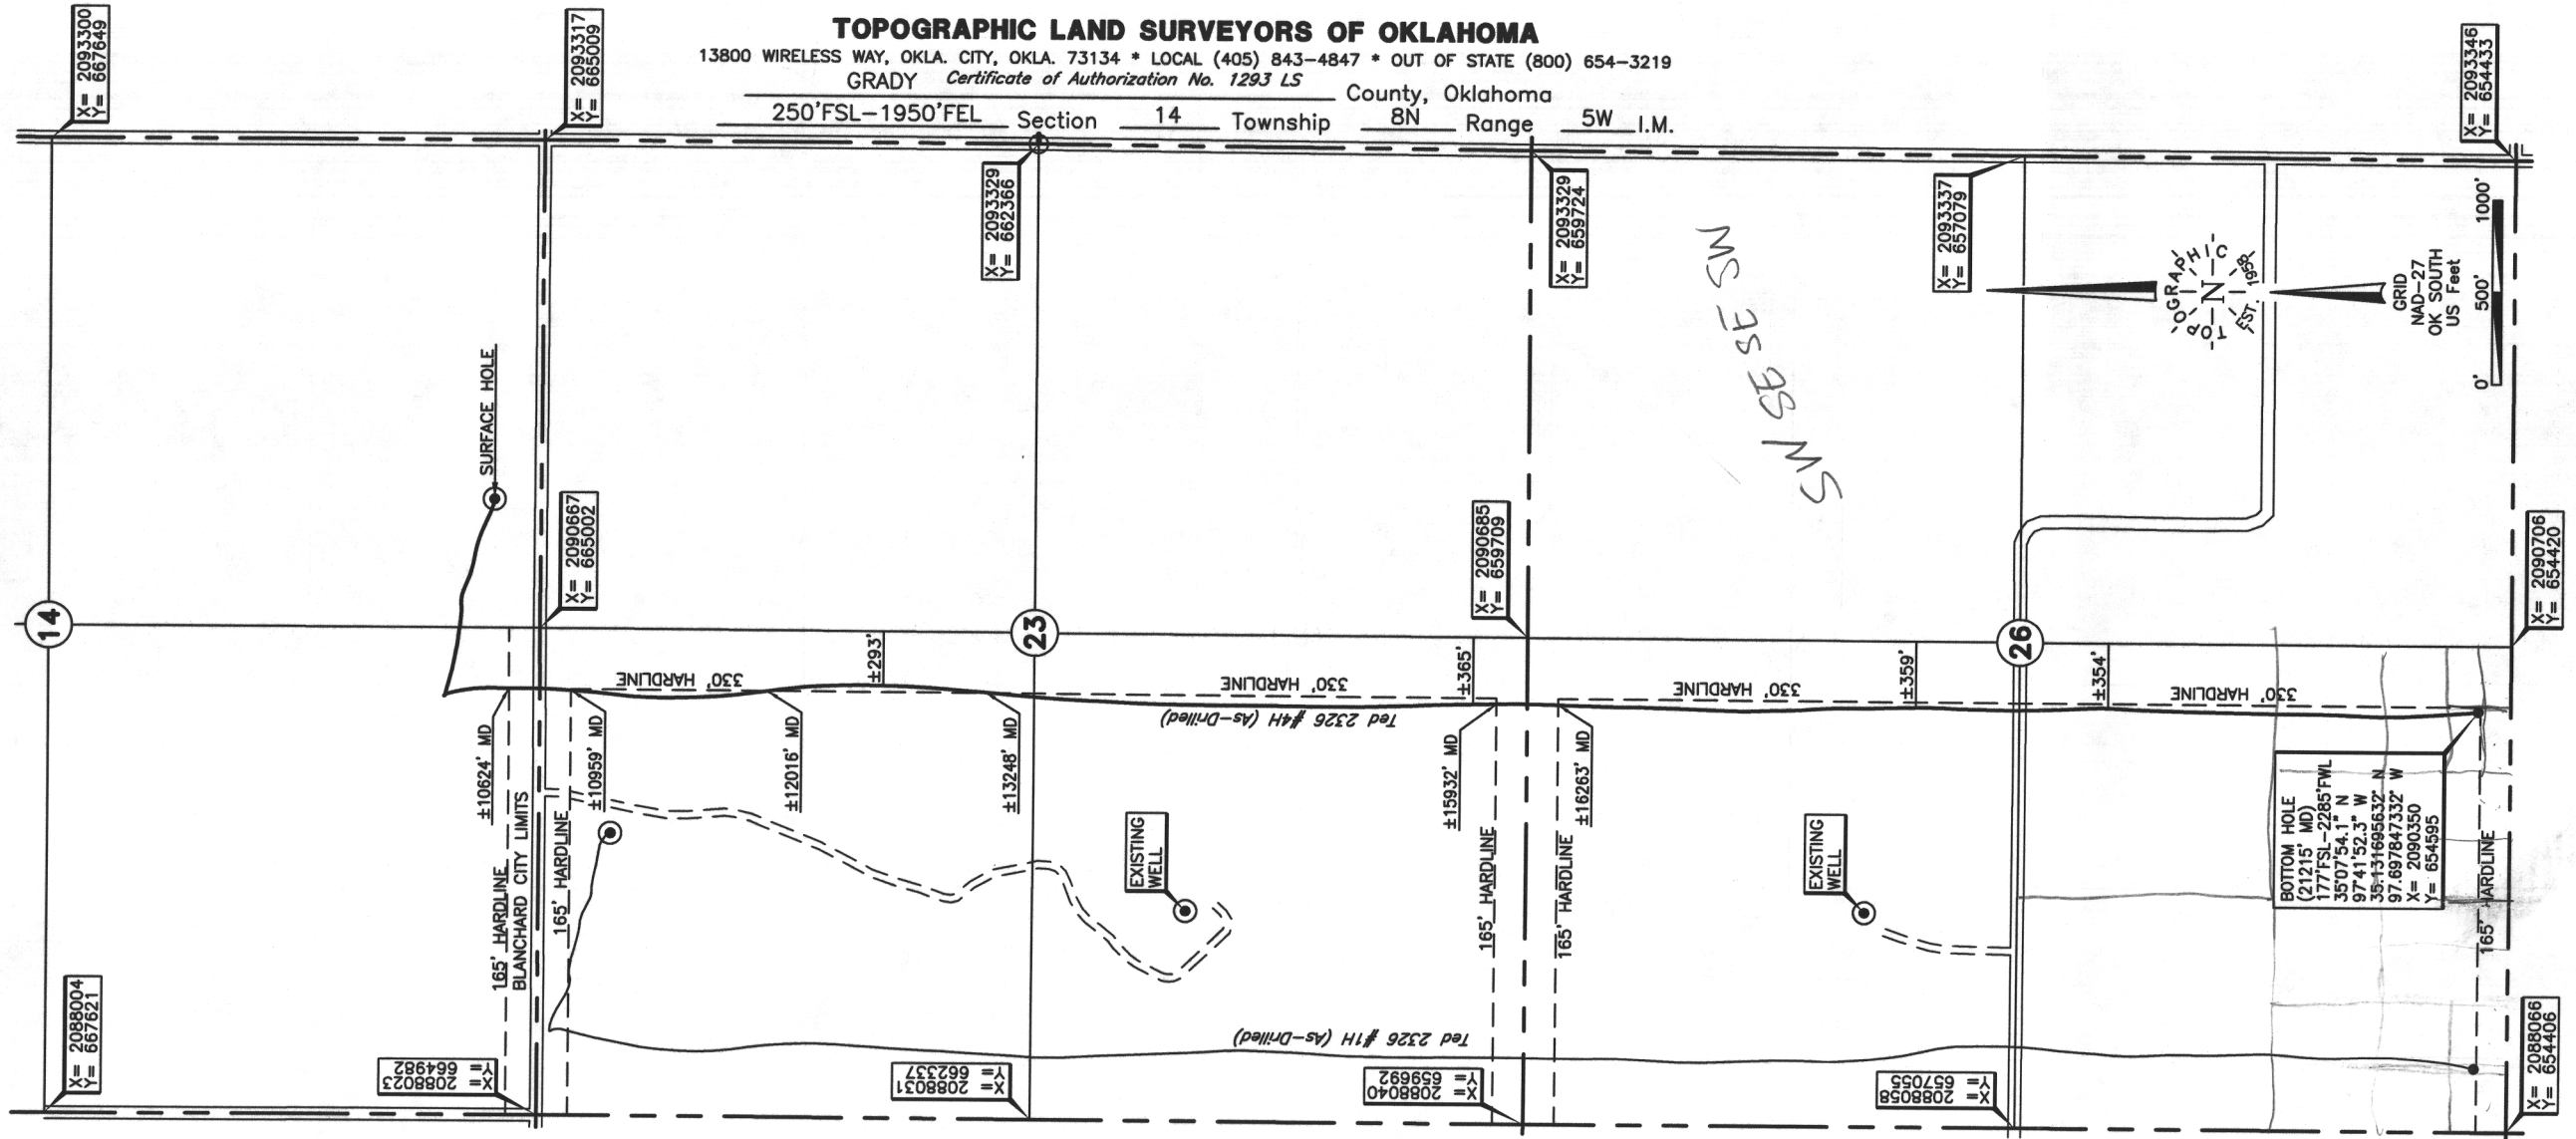 TOPOGRAPHIC LAND SURVEYORS OF OKLAHOMA
13800 WIRELESS WAY, OKLA. CITY, OKLA. 73134 * LOCAL (405) 843-4847 * OUT OF STATE (800) 654-3219
GRADY Certificate of Authorization No. 1293 LS
County, Oklahoma
250'FSL-1950'FEL Section 14 Township 8N Range 5W I.M.
X= 2093300
Y= 667649
X= 2093317
Y= 665009
X= 2093329
Y= 662366
X= 2093329
Y= 659724
X= 2093337
Y= 657079
X= 2093346
Y= 654433
SURFACE HOLE
SW SE SE SW
TOPOGRAPHIC
N
EST. 1958
GRID
NAD-27
OK SOUTH
US Feet
0' 500' 1000'
X= 2090667
Y= 665002
X= 2090685
Y= 659709
X= 2090706
Y= 654420
14
23
26
±293'
±365'
±359'
±354'
330' HARDLINE
330' HARDLINE
330' HARDLINE
330' HARDLINE
Ted 2326 #4H (As-Drilled)
±10624' MD
±10959' MD
±12016' MD
±13248' MD
±15932' MD
±16263' MD
165' HARDLINE
BLANCHARD CITY LIMITS
165' HARDLINE
EXISTING
WELL
165' HARDLINE
165' HARDLINE
EXISTING
WELL
BOTTOM HOLE
(21215' MD)
177'FSL-2285'FWL
35°07'54.1" N
97°41'52.3" W
35.131695632° N
97.697847332° W
X= 2090350
Y= 654595
165' HARDLINE
Ted 2326 #1H (As-Drilled)
X= 2088004
Y= 667621
X= 2088023
Y= 664982
X= 2088031
Y= 662337
X= 2088040
Y= 659692
X= 2088058
Y= 657055
X= 2088066
Y= 654406